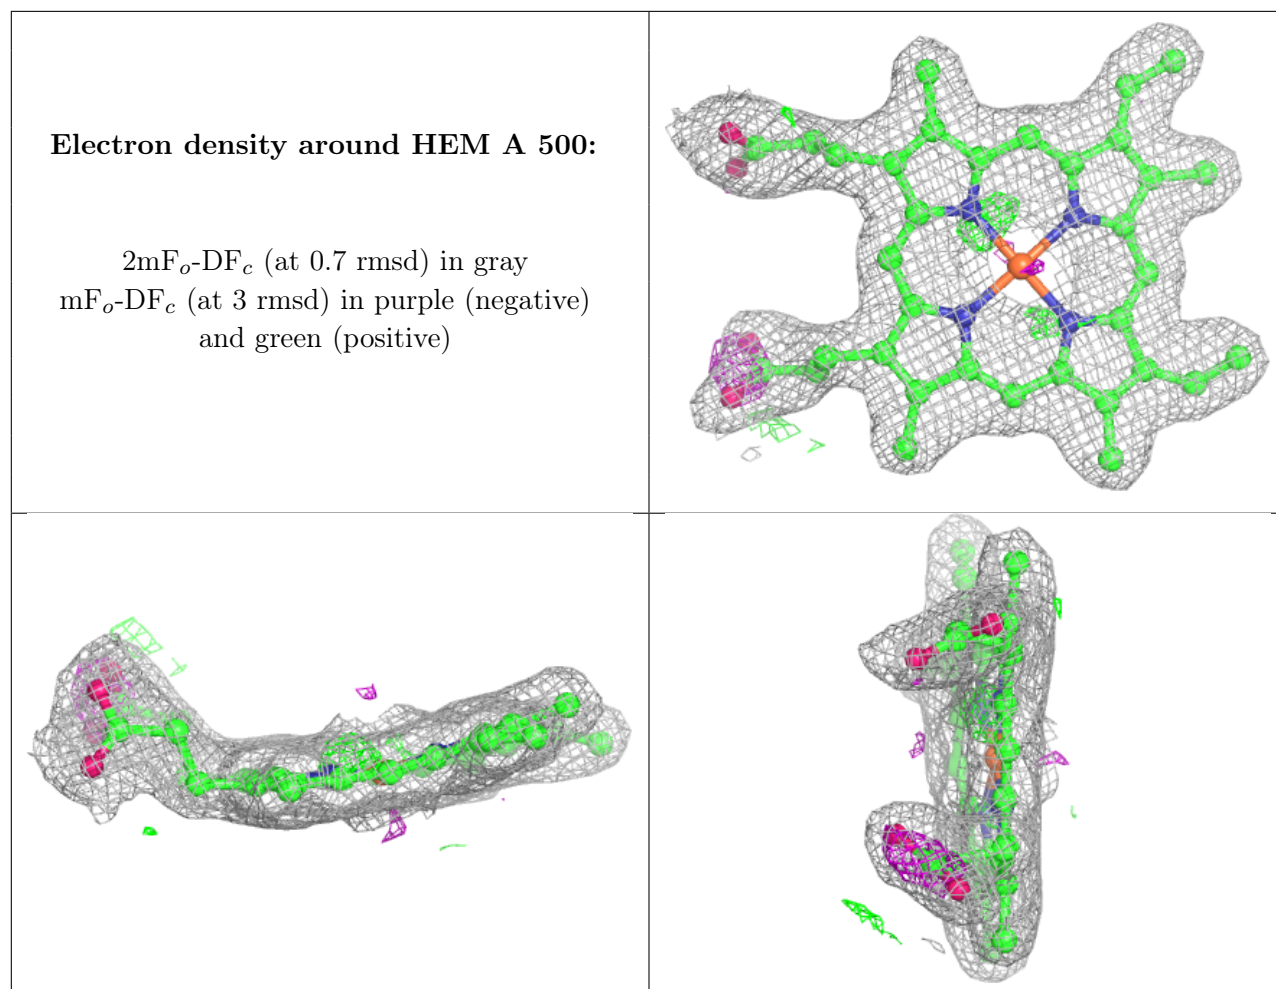 Electron density around HEM A 500:
2mFo-DFc (at 0.7 rmsd) in gray
mFo-DFc (at 3 rmsd) in purple (negative)
and green (positive)